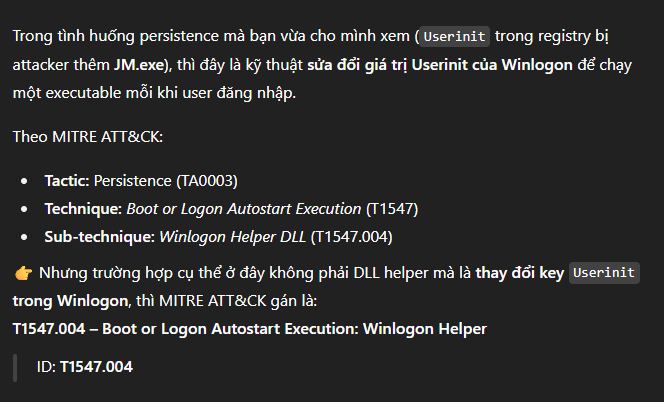 Trong tình huống persistence mà bạn vừa cho mình xem ( Userinit trong registry bị
attacker thêm JM.exe), thì đây là kỹ thuật sửa đổi giá trị Userinit của Winlogon để chạy
một executable mỗi khi user đăng nhập.
Theo MITRE ATT&CK:
• Tactic: Persistence (TA0003)
• Technique: Boot or Logon Autostart Execution (T1547)
• Sub-technique: Winlogon Helper DLL (T1547.004)
👉 Nhưng trường hợp cụ thể ở đây không phải DLL helper mà là thay đổi key Userinit
trong Winlogon, thì MITRE ATT&CK gán là:
T1547.004 – Boot or Logon Autostart Execution: Winlogon Helper
ID: T1547.004